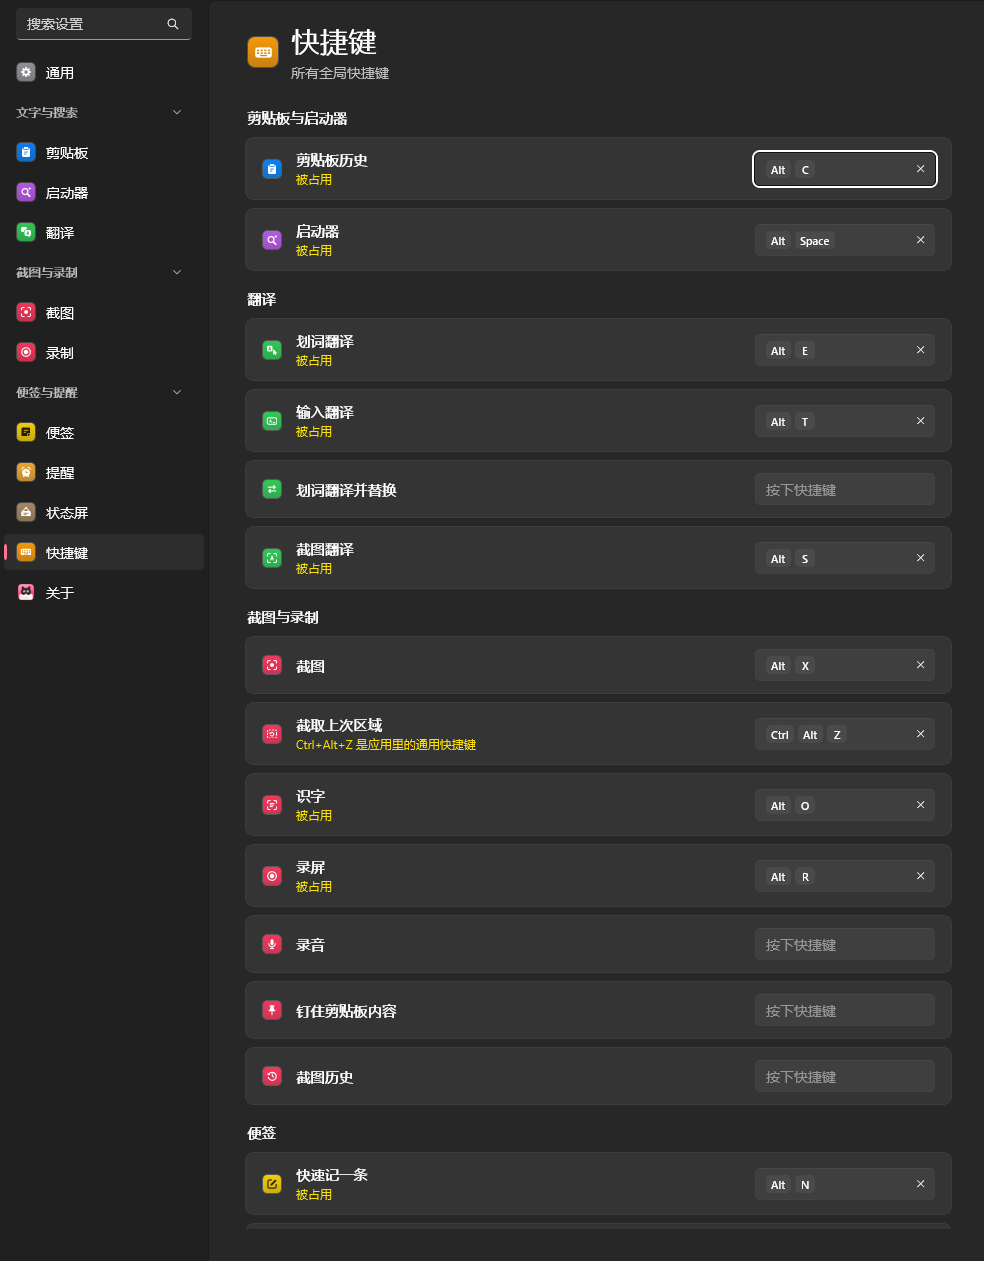 搜索设置
通用
文字与搜索
剪贴板
启动器
翻译
截图与录制
截图
录制
便签与提醒
便签
提醒
状态屏
快捷键
关于
快捷键
所有全局快捷键
剪贴板与启动器
剪贴板历史
被占用
Alt C
启动器
被占用
Alt Space
翻译
划词翻译
被占用
Alt E
输入翻译
被占用
Alt T
划词翻译并替换
按下快捷键
截图翻译
被占用
Alt S
截图与录制
截图
Alt X
截取上次区域
Ctrl+Alt+Z 是应用里的通用快捷键
Ctrl Alt Z
识字
被占用
Alt O
录屏
被占用
Alt R
录音
按下快捷键
钉住剪贴板内容
按下快捷键
截图历史
按下快捷键
便签
快速记一条
被占用
Alt N